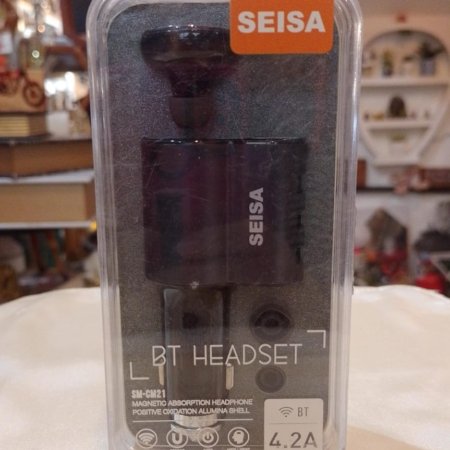 SEISA
SEISA
BT HEADSET
SM-CM21
MAGNETIC ABSORPTION HEADPHONE
POSITIVE OXIDATION ALUMINA SHELL
BT
4.2A